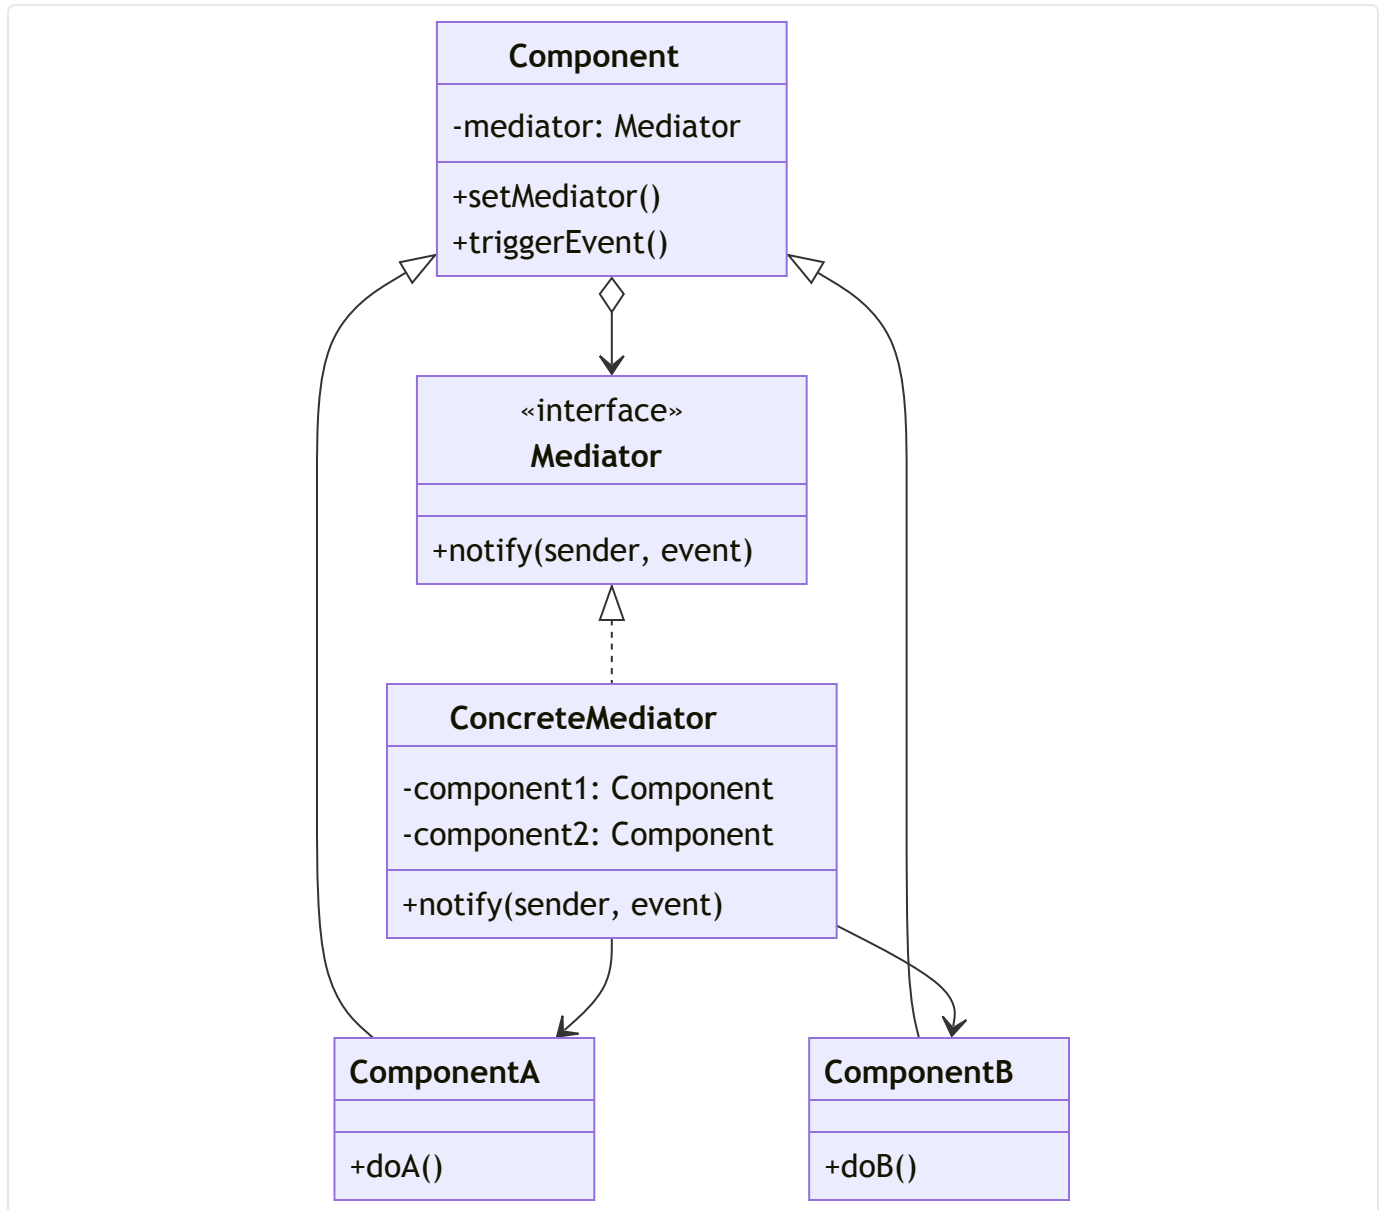 Component
-mediator: Mediator
+setMediator()
+triggerEvent()
«interface»
Mediator
+notify(sender, event)
ConcreteMediator
-component1: Component
-component2: Component
+notify(sender, event)
ComponentA
+doA()
ComponentB
+doB()